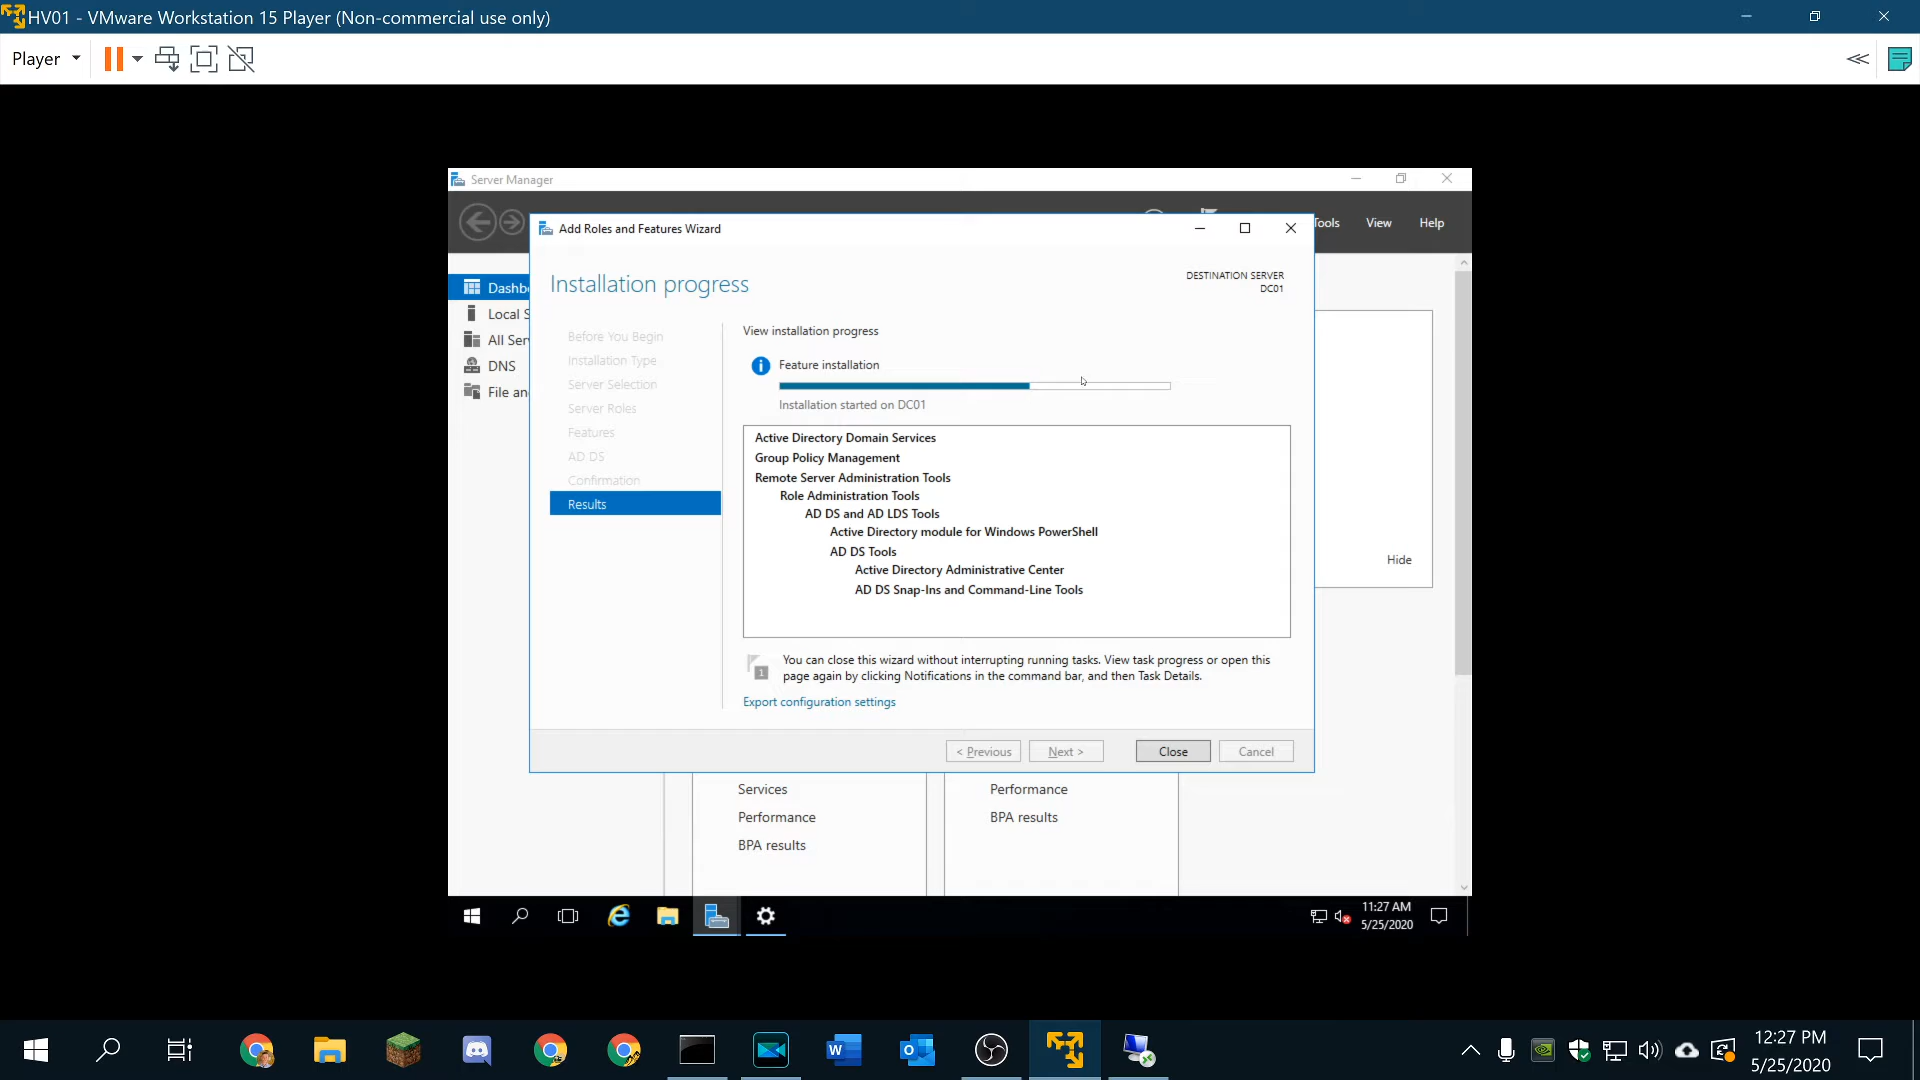 HV01 - VMware Workstation 15 Player (Non-commercial use only)
Player
Server Manager
Tools View Help
Add Roles and Features Wizard
Installation progress
DESTINATION SERVER
DC01
Dashb
Local S
All Ser
DNS
File an
Before You Begin
Installation Type
Server Selection
Server Roles
Features
AD DS
Confirmation
Results
View installation progress
Feature installation
Installation started on DC01
Active Directory Domain Services
Group Policy Management
Remote Server Administration Tools
Role Administration Tools
AD DS and AD LDS Tools
Active Directory module for Windows PowerShell
AD DS Tools
Active Directory Administrative Center
AD DS Snap-Ins and Command-Line Tools
1
You can close this wizard without interrupting running tasks. View task progress or open this
page again by clicking Notifications in the command bar, and then Task Details.
Export configuration settings
< Previous Next > Close Cancel
Hide
Services
Performance
BPA results
Performance
BPA results
11:27 AM
5/25/2020
12:27 PM
5/25/2020